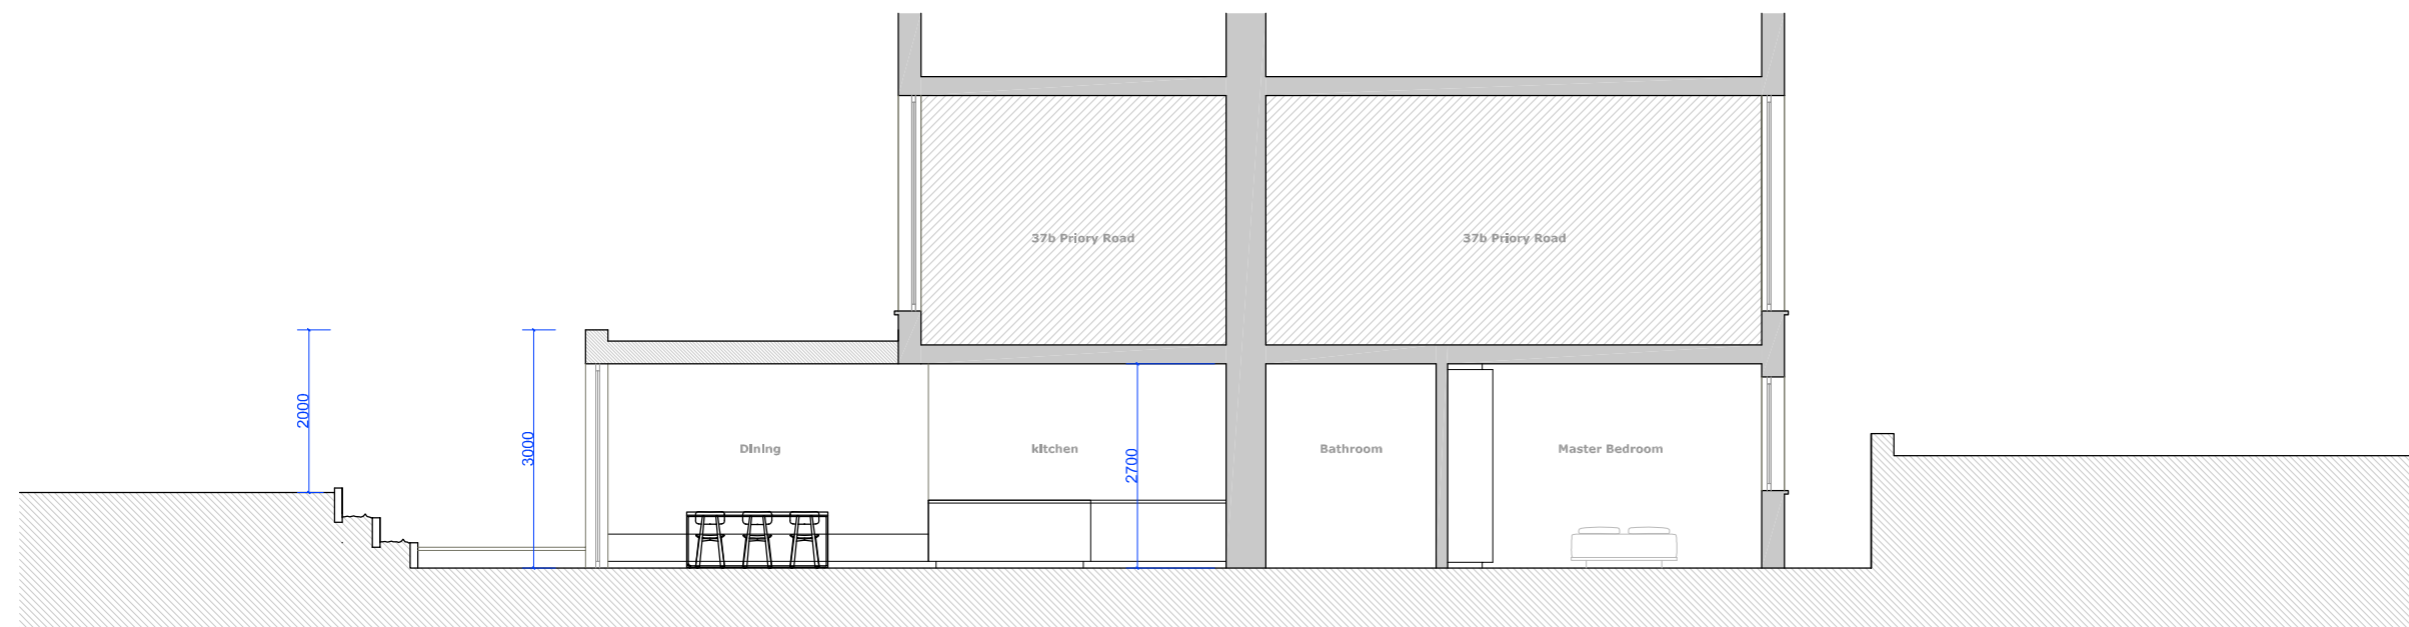 37b Priory Road
37b Priory Road
2000
3000
2700
Dining
kitchen
Bathroom
Master Bedroom